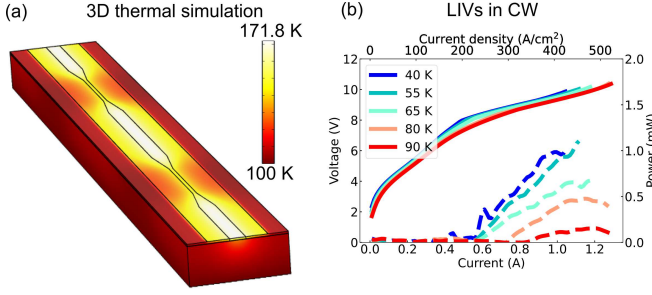 (a)
3D thermal simulation
171.8 K
100 K
(b)
LIVs in CW
Current density (A/cm²)
0 100 200 300 400 500
12
10
8
6
4
2
0
Voltage (V)
40 K
55 K
65 K
80 K
90 K
2.0
1.5
1.0
0.5
0.0
Power (mW)
0.0 0.2 0.4 0.6 0.8 1.0 1.2
Current (A)